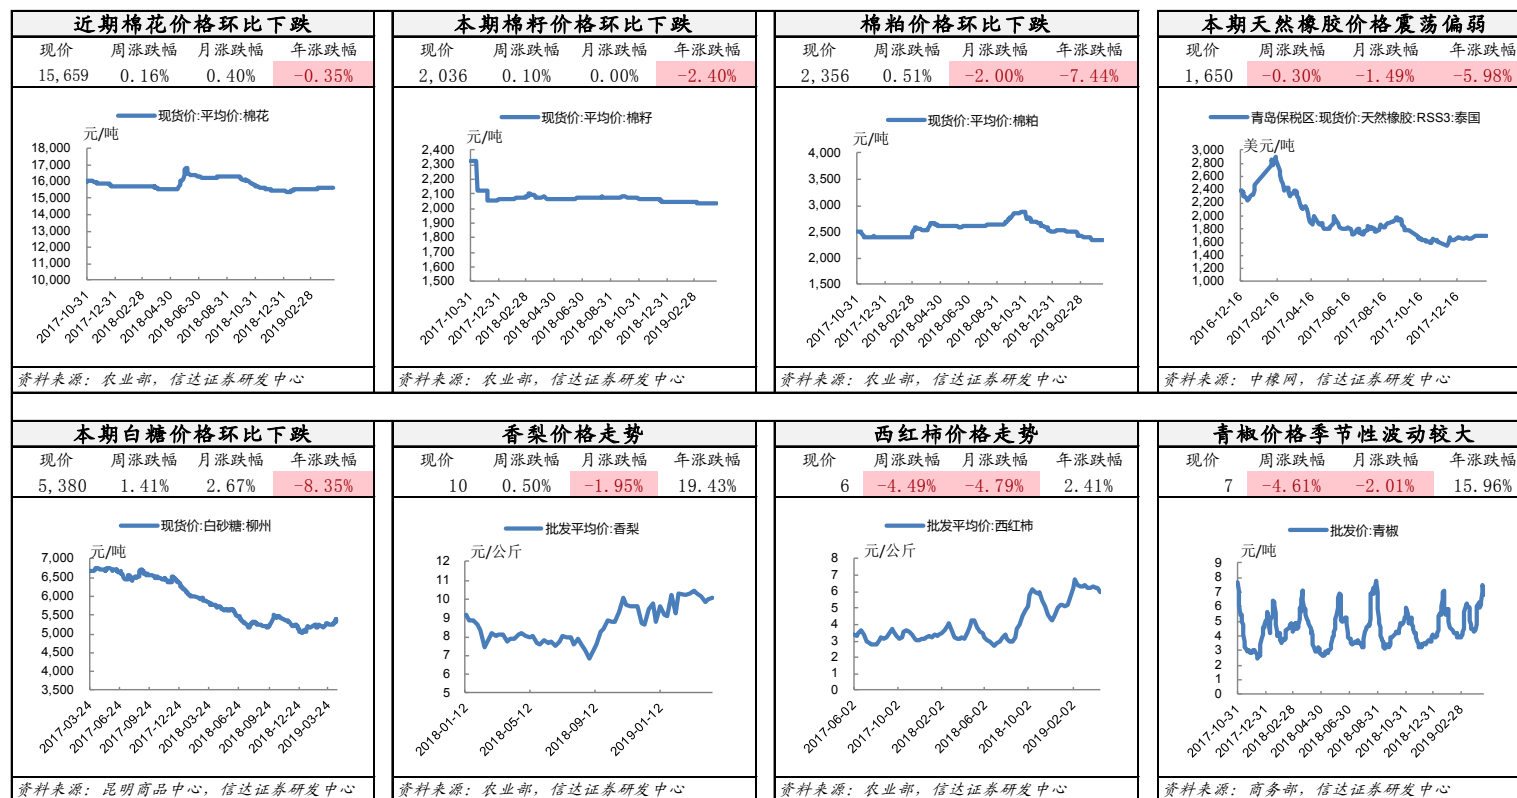 近期棉花价格环比下跌
现价 周涨跌幅 月涨跌幅 年涨跌幅
15,659 0.16% 0.40% -0.35%
现货价:平均价:棉花
元/吨
18,000
17,000
16,000
15,000
14,000
13,000
12,000
11,000
10,000
2017-10-31
2017-12-31
2018-02-28
2018-04-30
2018-06-30
2018-08-31
2018-10-31
2018-12-31
2019-02-28
资料来源：农业部，信达证券研发中心
本期棉籽价格环比下跌
现价 周涨跌幅 月涨跌幅 年涨跌幅
2,036 0.10% 0.00% -2.40%
现货价:平均价:棉籽
元/吨
2,400
2,300
2,200
2,100
2,000
1,900
1,800
1,700
1,600
1,500
2017-10-31
2017-12-31
2018-02-28
2018-04-30
2018-06-30
2018-08-31
2018-10-31
2018-12-31
2019-02-28
资料来源：农业部，信达证券研发中心
棉粕价格环比下跌
现价 周涨跌幅 月涨跌幅 年涨跌幅
2,356 0.51% -2.00% -7.44%
现货价:平均价:棉粕
元/吨
4,000
3,500
3,000
2,500
2,000
1,500
2017-10-31
2017-12-31
2018-02-28
2018-04-30
2018-06-30
2018-08-31
2018-10-31
2018-12-31
2019-02-28
资料来源：农业部，信达证券研发中心
本期天然橡胶价格震荡偏弱
现价 周涨跌幅 月涨跌幅 年涨跌幅
1,650 -0.30% -1.49% -5.98%
青岛保税区:现货价:天然橡胶:RSS3:泰国
美元/吨
3,000
2,800
2,600
2,400
2,200
2,000
1,800
1,600
1,400
1,200
1,000
2016-12-16
2017-02-16
2017-04-16
2017-06-16
2017-08-16
2017-10-16
2017-12-16
资料来源：中橡网，信达证券研发中心
本期白糖价格环比下跌
现价 周涨跌幅 月涨跌幅 年涨跌幅
5,380 1.41% 2.67% -8.35%
现货价:白砂糖:柳州
元/吨
7,000
6,500
6,000
5,500
5,000
4,500
4,000
3,500
2017-03-24
2017-06-24
2017-09-24
2017-12-24
2018-03-24
2018-06-24
2018-09-24
2018-12-24
2019-03-24
资料来源：昆明商品中心，信达证券研发中心
香梨价格走势
现价 周涨跌幅 月涨跌幅 年涨跌幅
10 0.50% -1.95% 19.43%
批发平均价:香梨
元/公斤
12
11
10
9
8
7
6
5
2018-01-12
2018-05-12
2018-09-12
2019-01-12
资料来源：农业部，信达证券研发中心
西红柿价格走势
现价 周涨跌幅 月涨跌幅 年涨跌幅
6 -4.49% -4.79% 2.41%
批发平均价:西红柿
元/公斤
8
7
6
5
4
3
2
1
0
2017-06-02
2017-10-02
2018-02-02
2018-06-02
2018-10-02
2019-02-02
资料来源：农业部，信达证券研发中心
青椒价格季节性波动较大
现价 周涨跌幅 月涨跌幅 年涨跌幅
7 -4.61% -2.01% 15.96%
批发价:青椒
元/吨
9
8
7
6
5
4
3
2
1
0
2017-10-31
2017-12-31
2018-02-28
2018-04-30
2018-06-30
2018-08-31
2018-10-31
2018-12-31
2019-02-28
资料来源：商务部，信达证券研发中心